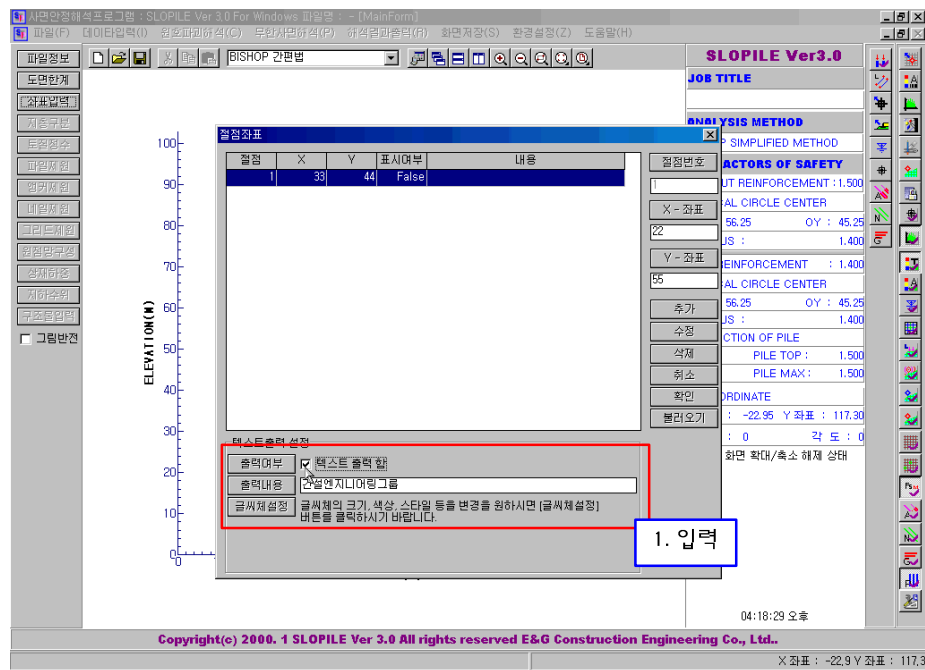 사면안정해석프로그램 : SLOPILE Ver 3,0 For Windows 파일명 : - [MainForm]
파일(F) 데이타입력(I) 원호파괴해석(C) 무한사면해석(P) 해석결과출력(R) 화면저장(S) 환경설정(Z) 도움말(H)
파일정보
도면한계
좌표입력
지층구분
토질정수
파일제원
앵커제원
네일제원
그리드제원
원점망구성
상재하중
지하수위
구조물입력
그림반전
BISHOP 간편법
ELEVATION(M)
100
90
80
70
60
50
40
30
20
10
0
0
절점좌표
절점 X Y 표시여부 내용
1 33 44 False
절점번호
1
X - 좌표
22
Y - 좌표
55
추가
수정
삭제
취소
확인
불러오기
텍스트출력 설정
출력여부 텍스트 출력 함
출력내용 건설엔지니어링그룹
글씨체설정 글씨체의 크기, 색상, 스타일 등을 변경을 원하시면 [글씨체설정]
버튼를 클릭하시기 바랍니다.
1. 입력
SLOPILE Ver3.0
JOB TITLE
ANALYSIS METHOD
SIMPLIFIED METHOD
ACTORS OF SAFETY
UT REINFORCEMENT : 1.500
AL CIRCLE CENTER
56.25 OY : 45.25
US : 1.400
EINFORCEMENT : 1.400
AL CIRCLE CENTER
56.25 OY : 45.25
US : 1.400
CTION OF PILE
PILE TOP : 1.500
PILE MAX : 1.500
ORDINATE
: -22.95 Y 좌표 : 117.30
: 0 각 도 : 0
화면 확대/축소 해제 상태
04:18:29 오후
Copyright(c) 2000. 1 SLOPILE Ver 3.0 All rights reserved E&G Construction Engineering Co., Ltd..
X 좌표 : -22,9 Y 좌표 : 117,3